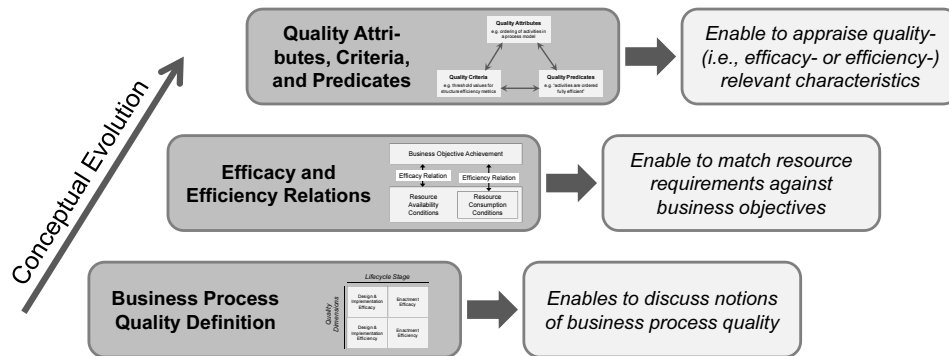 Conceptual Evolution
Quality Attri-
butes, Criteria,
and Predicates
Quality Attributes
e.g. ordering of activities in
a process model
Quality Criteria
e.g. threshold values for
structure efficiency metrics
Quality Predicates
e.g. "activities are ordered
fully efficient"
Enable to appraise quality-
(i.e., efficacy- or efficiency-)
relevant characteristics
Efficacy and
Efficiency Relations
Business Objective Achievement
Efficacy Relation
Efficiency Relation
Resource
Availability
Conditions
Resource
Consumption
Conditions
Enable to match resource
requirements against
business objectives
Business Process
Quality Definition
Lifecycle Stage
Quality
Dimensions
Design &
Implementation
Efficacy
Enactment
Efficacy
Design &
Implementation
Efficiency
Enactment
Efficiency
Enables to discuss notions
of business process quality